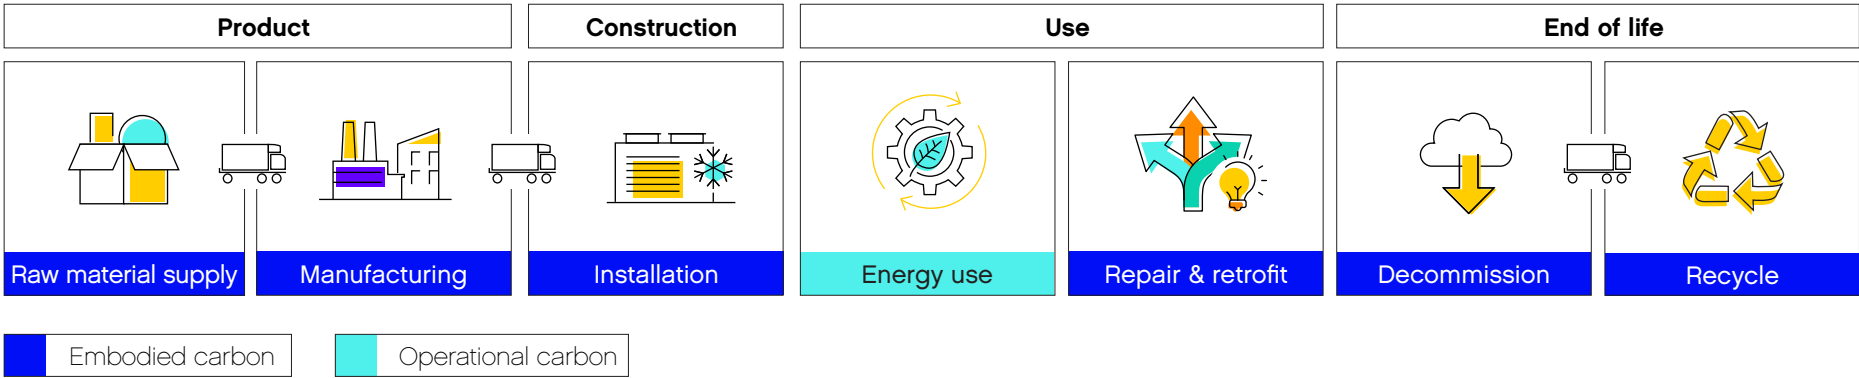 Product
Construction
Use
End of life
Raw material supply
Manufacturing
Installation
Energy use
Repair & retrofit
Decommission
Recycle
Embodied carbon
Operational carbon